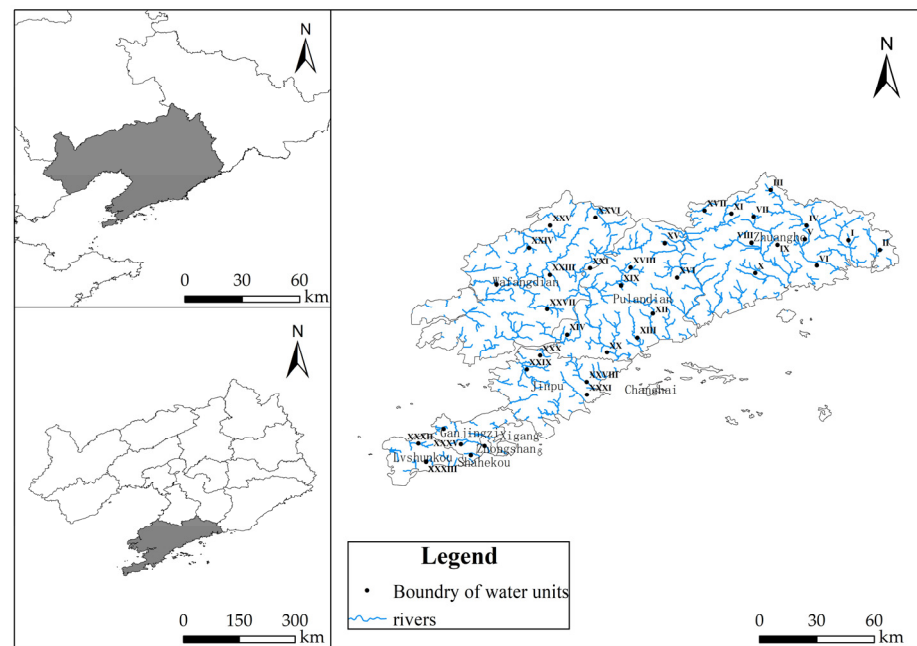 N
0 30 60
km
N
0 150 300
km
N
III
XVII
XI
VII
IV
V
I
II
VIII
Zhuanghe
IX
VI
X
XXVI
XXV
XXIV
XV
XXI
XVIII
XXIII
XIX
XVI
Wafangdian
Pulandian
XXVII
XII
XIV
XIII
XX
XXX
XXIX
XXVIII
Jinpu
XXXI
Changhai
Ganjingzi
Xigang
XXXII
XXXV
Zhongshan
Lvshunkou
Shahekou
XXXIII
Legend
Boundry of water units
rivers
0 30 60
km